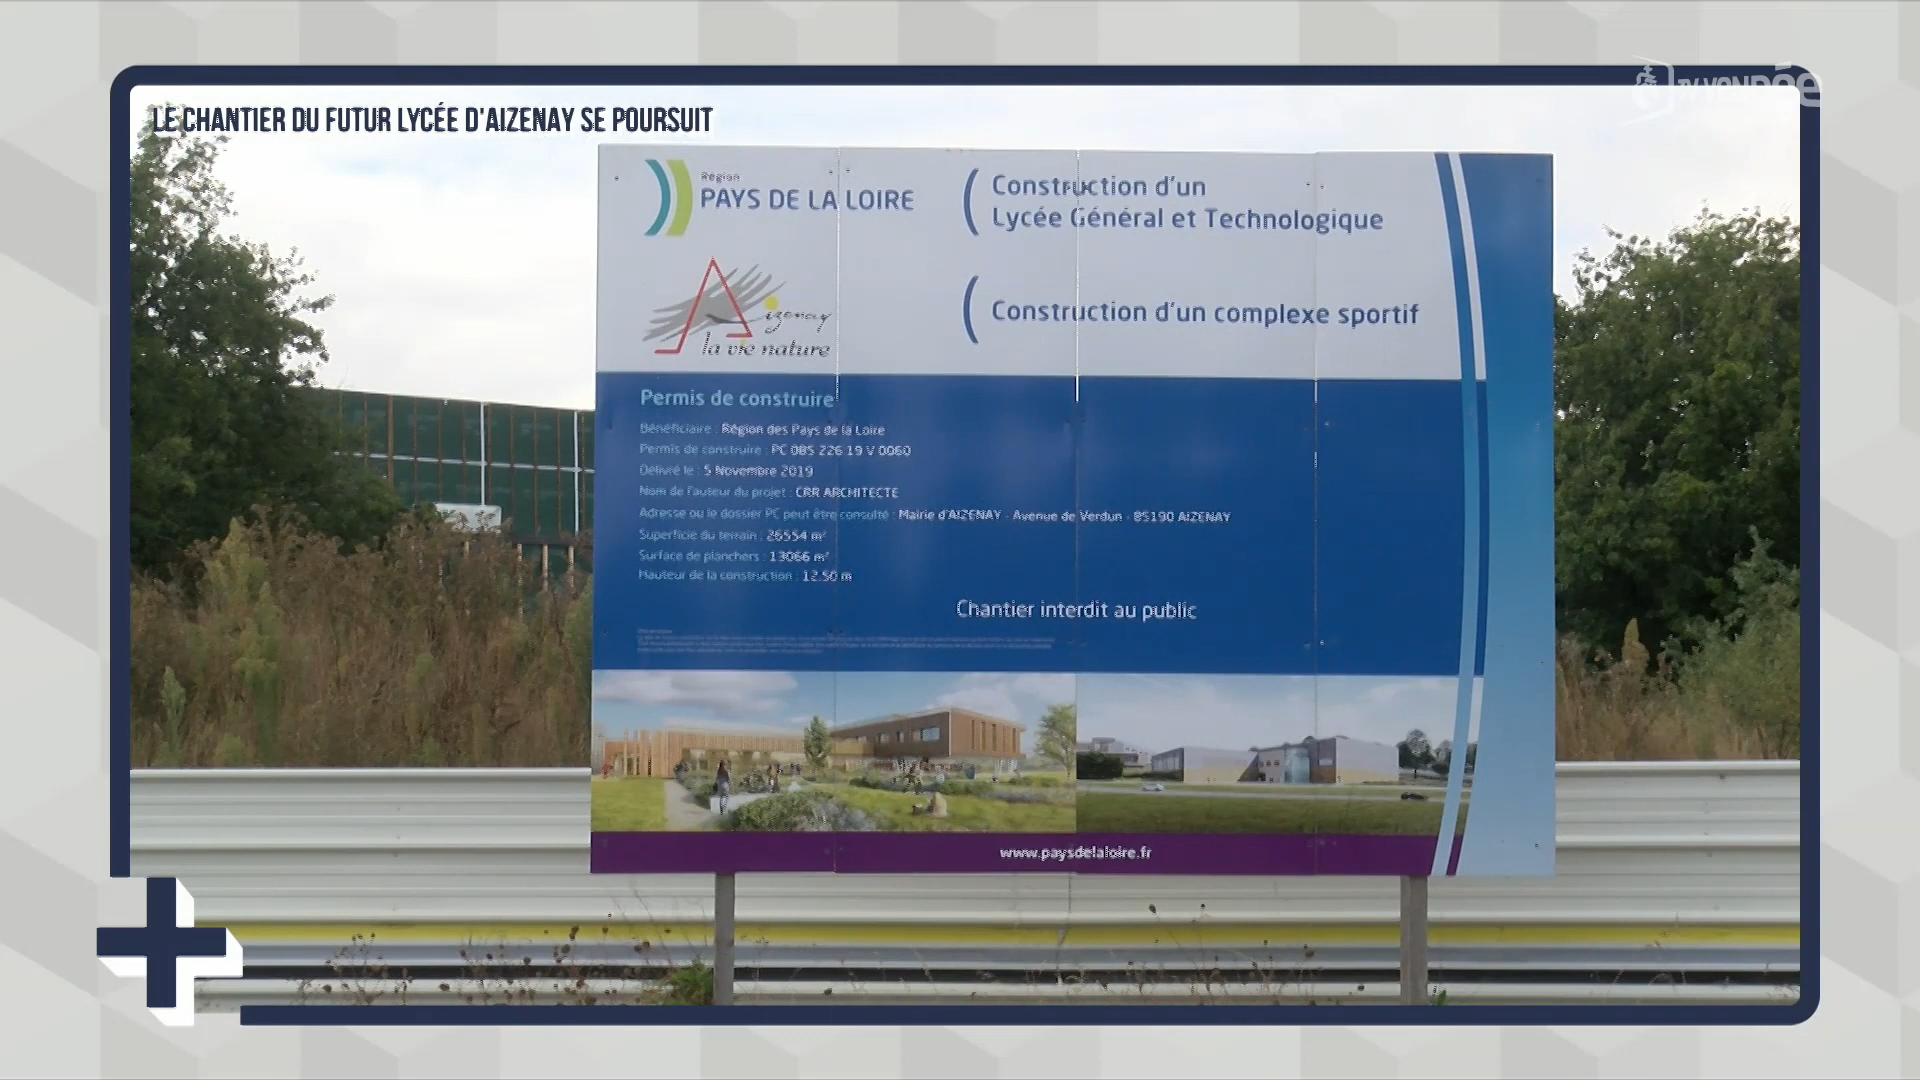 TV VENDÉE
LE CHANTIER DU FUTUR LYCÉE D'AIZENAY SE POURSUIT
Région
PAYS DE LA LOIRE
Construction d'un
Lycée Général et Technologique
Aizenay
la vie nature
Construction d'un complexe sportif
Permis de construire
Bénéficiaire : Région des Pays de la Loire
Permis de construire : PC 085 226 19 V 0060
Délivré le : 5 Novembre 2019
Nom de l'auteur du projet : CRR ARCHITECTE
Adresse ou le dossier PC peut être consulté : Mairie d'AIZENAY - Avenue de Verdun - 85190 AIZENAY
Superficie du terrain : 26554 m²
Surface de planchers : 13066 m²
Hauteur de la construction : 12.50 m
Chantier interdit au public
www.paysdelaloire.fr